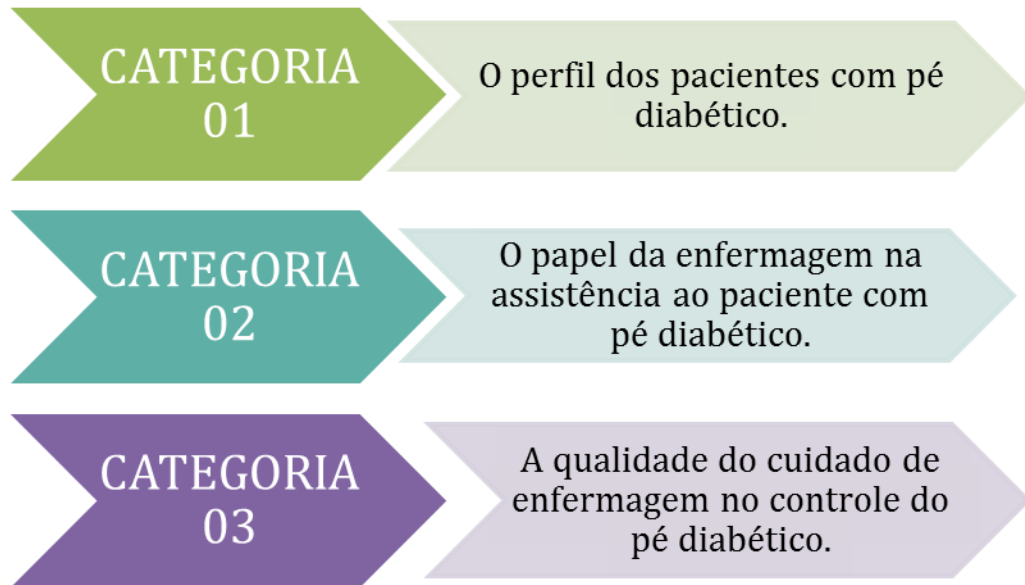 CATEGORIA
01
O perfil dos pacientes com pé
diabético.
CATEGORIA
02
O papel da enfermagem na
assistência ao paciente com
pé diabético.
CATEGORIA
03
A qualidade do cuidado de
enfermagem no controle do
pé diabético.